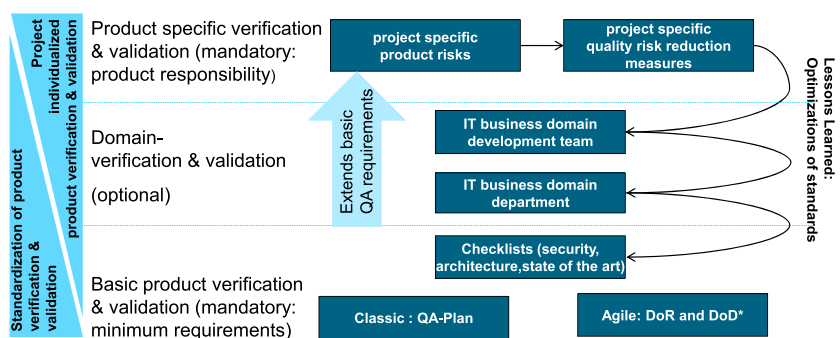 Project
individualized
product verification & validation
Standardization of product
verification &
validation
Product specific verification
& validation (mandatory:
product responsibility)
project specific
product risks
project specific
quality risk reduction
measures
Lessons Learned:
Optimizations of standards
Domain-
verification & validation
(optional)
Extends basic
QA requirements
IT business domain
development team
IT business domain
department
Checklists (security,
architecture,state of the art)
Basic product verification
& validation (mandatory:
minimum requirements)
Classic : QA-Plan
Agile: DoR and DoD*